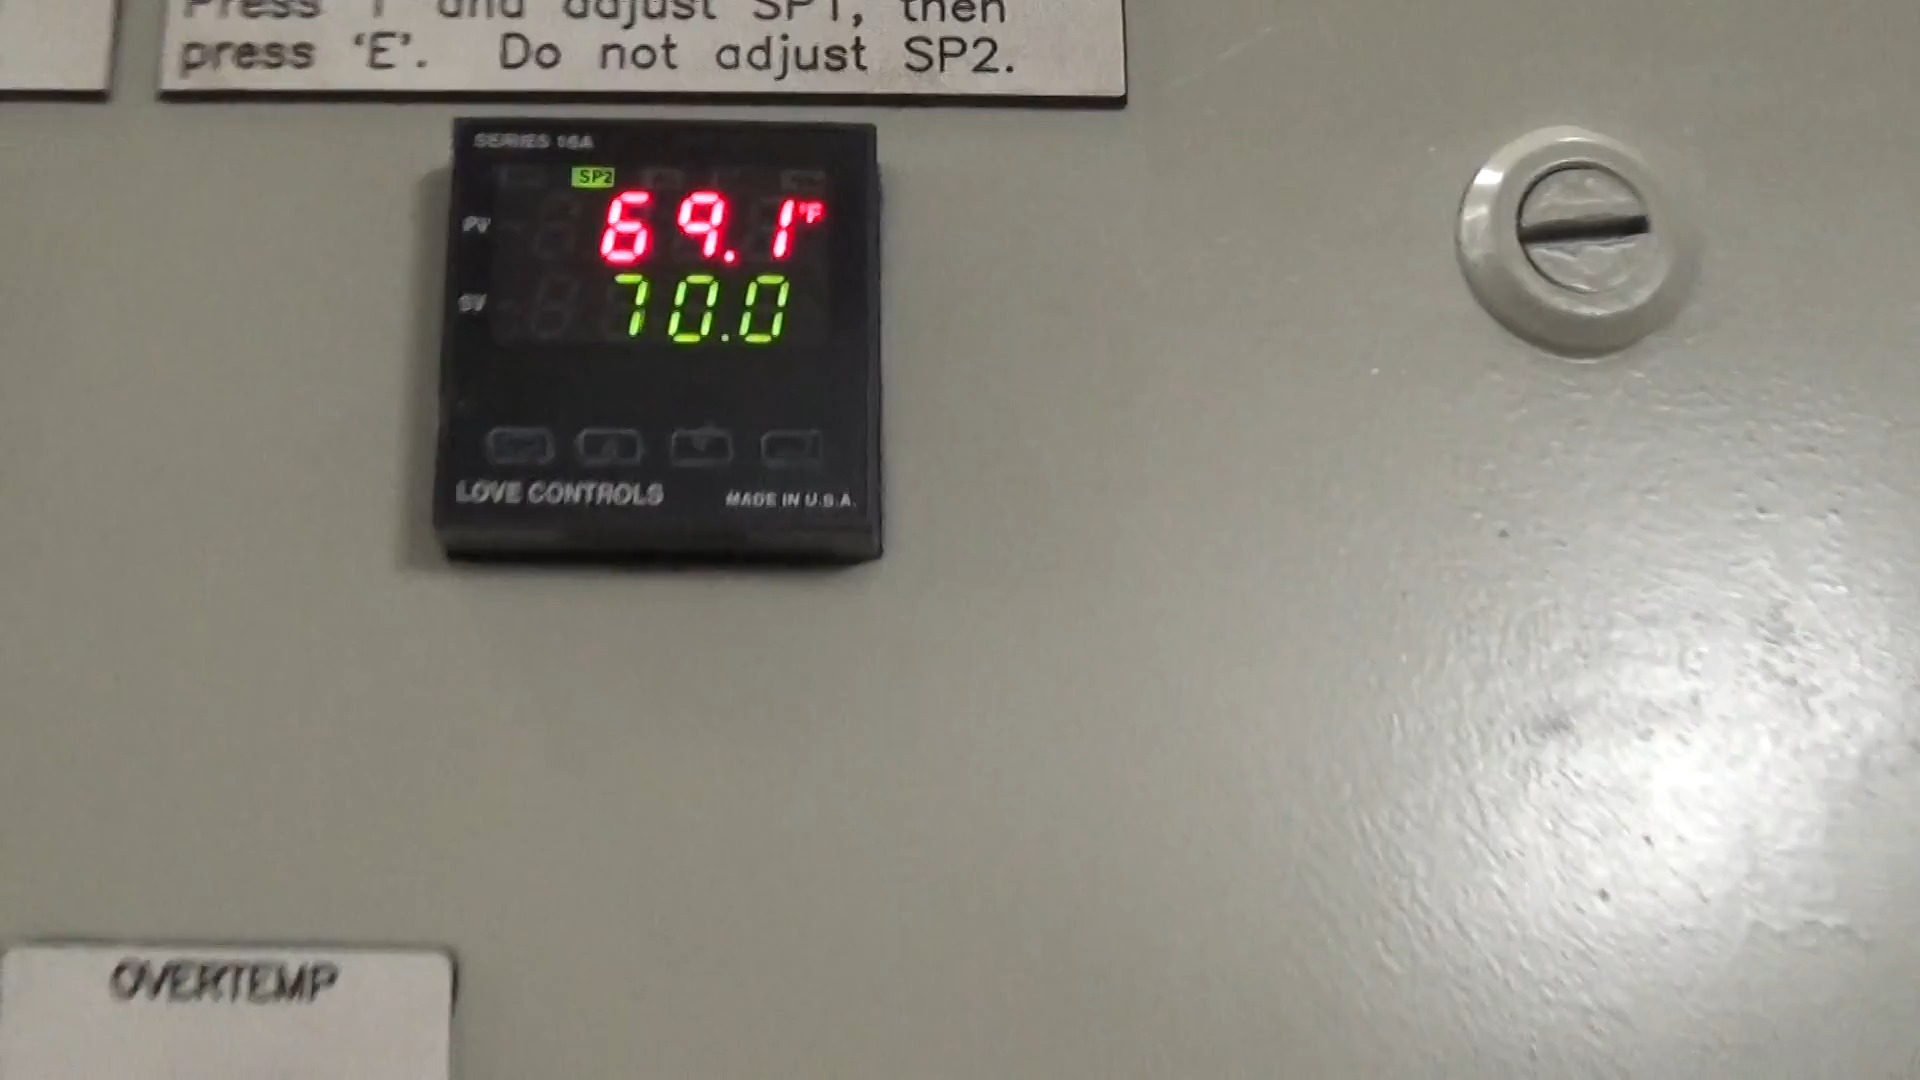 Press 'I' and adjust SP1, then
press 'E'. Do not adjust SP2.
SERIES 16A
SP2
PV 69.1 °F
SV 70.0
LOVE CONTROLS MADE IN U.S.A.
OVERTEMP